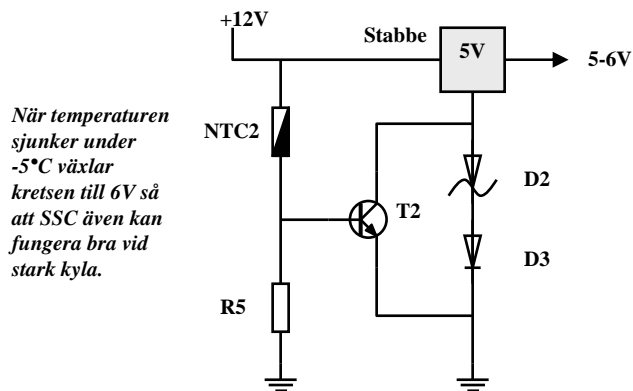 +12V
Stabbe
5V
5-6V
När temperaturen
sjunker under
-5•C växlar
kretsen till 6V så
att SSC även kan
fungera bra vid
stark kyla.
NTC2
T2
D2
D3
R5